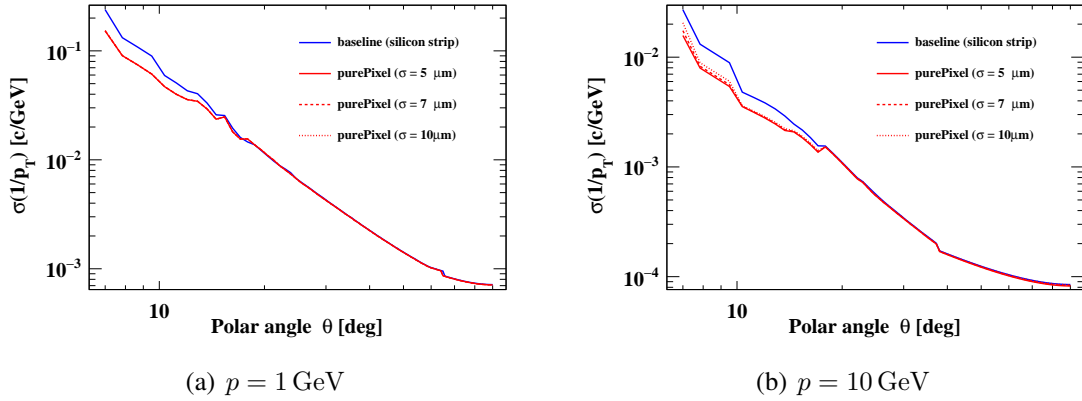 σ(1/p_T) [c/GeV]
10⁻¹
10⁻²
10⁻³
baseline (silicon strip)
purePixel (σ = 5 μm)
purePixel (σ = 7 μm)
purePixel (σ = 10μm)
10
Polar angle θ [deg]
(a) p = 1 GeV
σ(1/p_T) [c/GeV]
10⁻²
10⁻³
10⁻⁴
baseline (silicon strip)
purePixel (σ = 5 μm)
purePixel (σ = 7 μm)
purePixel (σ = 10μm)
10
Polar angle θ [deg]
(b) p = 10 GeV